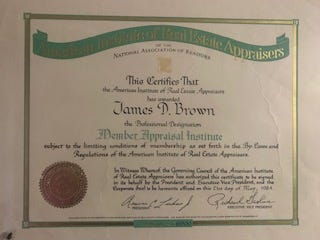 American Institute of Real Estate Appraisers
OF THE
NATIONAL ASSOCIATION OF REALTORS
This Certifies That
the American Institute of Real Estate Appraisers
has awarded
James D. Brown
the Professional Designation
Member Appraisal Institute
subject to the limiting conditions of membership as set forth in the By-Laws and
Regulations of the American Institute of Real Estate Appraisers.
In Witness Whereof, the Governing Council of the American Institute
of Real Estate Appraisers has authorized this certificate to be signed
in its behalf by the President and Executive Vice President, and the
Corporate Seal to be hereunto affixed on this 21st day of May, 1984
PRESIDENT
EXECUTIVE VICE PRESIDENT